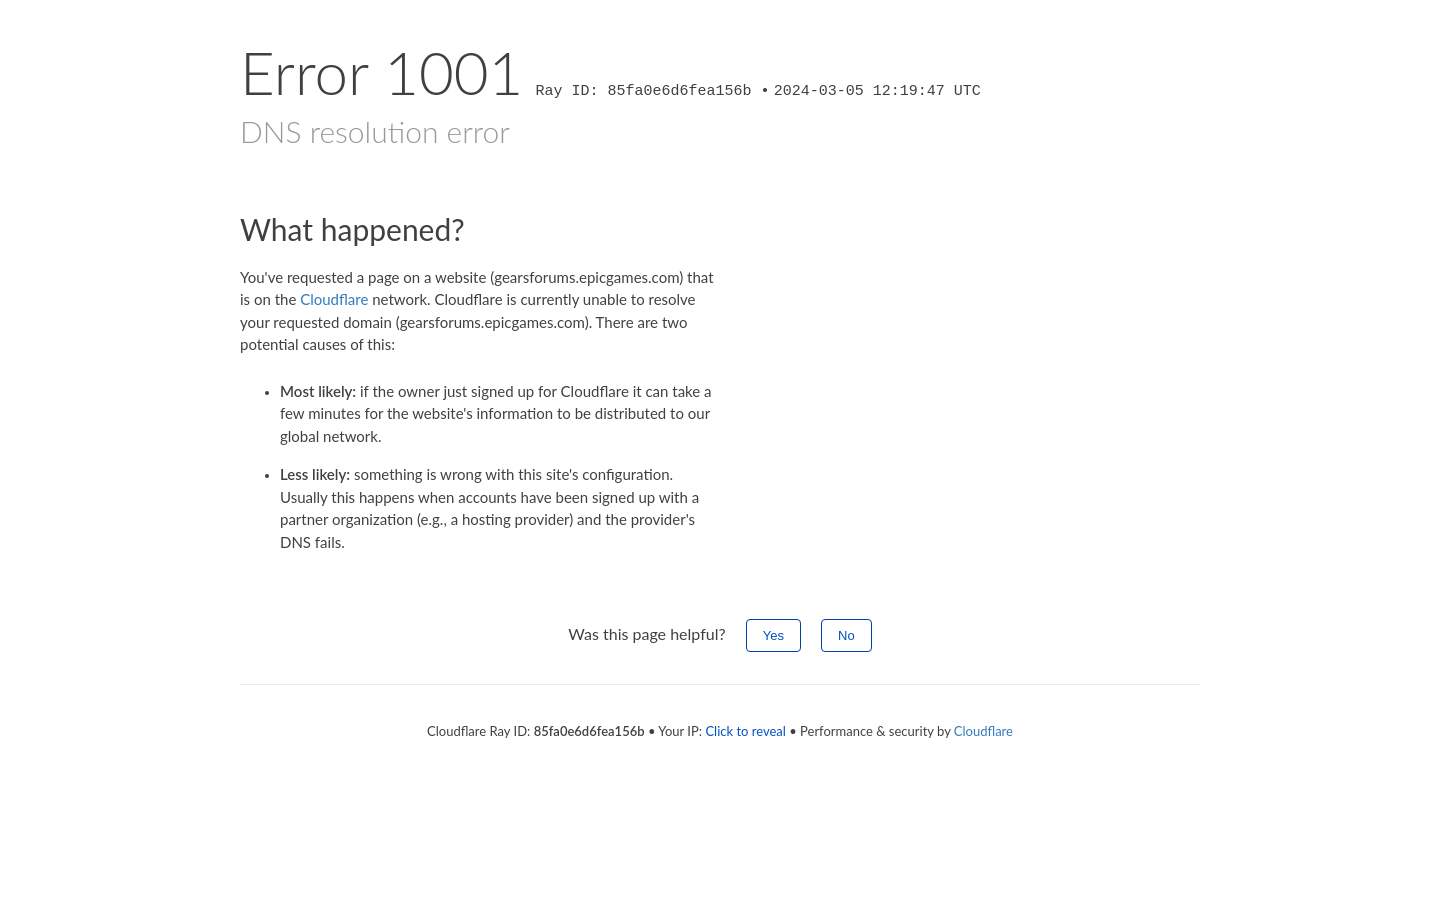 Error 1001 Ray ID: 85fa0e6d6fea156b • 2024-03-05 12:19:47 UTC
DNS resolution error
What happened?
You've requested a page on a website (gearsforums.epicgames.com) that
is on the Cloudflare network. Cloudflare is currently unable to resolve
your requested domain (gearsforums.epicgames.com). There are two
potential causes of this:
• Most likely: if the owner just signed up for Cloudflare it can take a
few minutes for the website's information to be distributed to our
global network.
• Less likely: something is wrong with this site's configuration.
Usually this happens when accounts have been signed up with a
partner organization (e.g., a hosting provider) and the provider's
DNS fails.
Was this page helpful? Yes No
Cloudflare Ray ID: 85fa0e6d6fea156b • Your IP: Click to reveal • Performance & security by Cloudflare